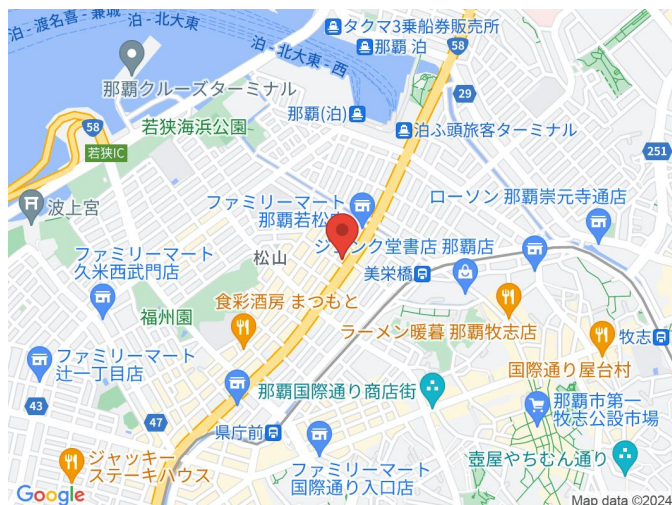 タクマ3乗船券販売所
泊 - 渡名喜 - 兼城
泊 - 北大東
泊 - 北大東 - 西
那覇 泊
58
那覇クルーズターミナル
29
若狭海浜公園
那覇(泊)
泊ふ頭旅客ターミナル
58
若狭IC
251
波上宮
ファミリーマート
那覇若松
ローソン 那覇崇元寺通店
ファミリーマート
久米西武門店
松山
ジュンク堂書店 那覇店
美栄橋
福州園
食彩酒房 まつもと
ラーメン暖暮 那覇牧志店
牧志
ファミリーマート
辻一丁目店
国際通り屋台村
那覇国際通り商店街
43
47
那覇市第一
牧志公設市場
県庁前
ジャッキー
ステーキハウス
ファミリーマート
国際通り入口店
壺屋やちむん通り
Google
Map data ©2024